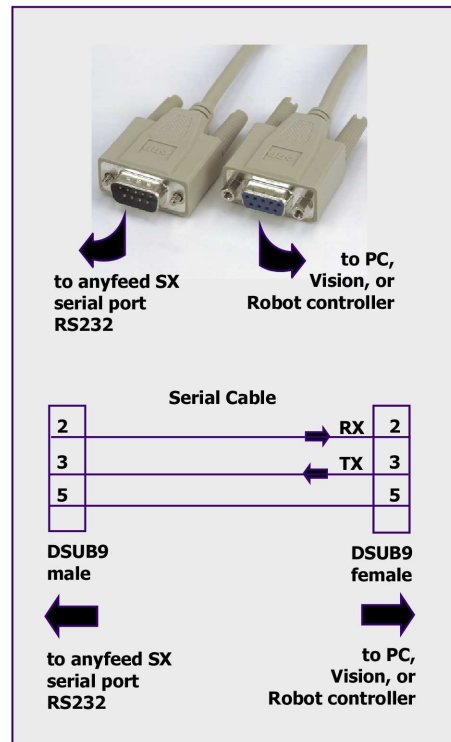 to anyfeed SX
serial port
RS232
to PC,
Vision, or
Robot controller
Serial Cable
2 RX 2
3 TX 3
5 5
DSUB9
male
DSUB9
female
to anyfeed SX
serial port
RS232
to PC,
Vision, or
Robot controller